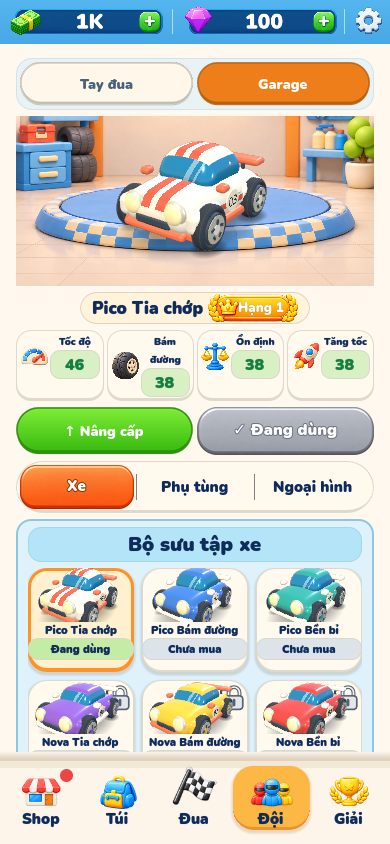 1K
100
Tay đua
Garage
03
Pico Tia chớp
Hạng 1
Tốc độ
46
Bám đường
38
Ổn định
38
Tăng tốc
38
↑ Nâng cấp
✓ Đang dùng
Xe
Phụ tùng
Ngoại hình
Bộ sưu tập xe
Pico Tia chớp
Đang dùng
Pico Bám đường
Chưa mua
Pico Bền bỉ
Chưa mua
Nova Tia chớp
Nova Bám đường
Nova Bền bỉ
Shop
Túi
Đua
Đội
Giải